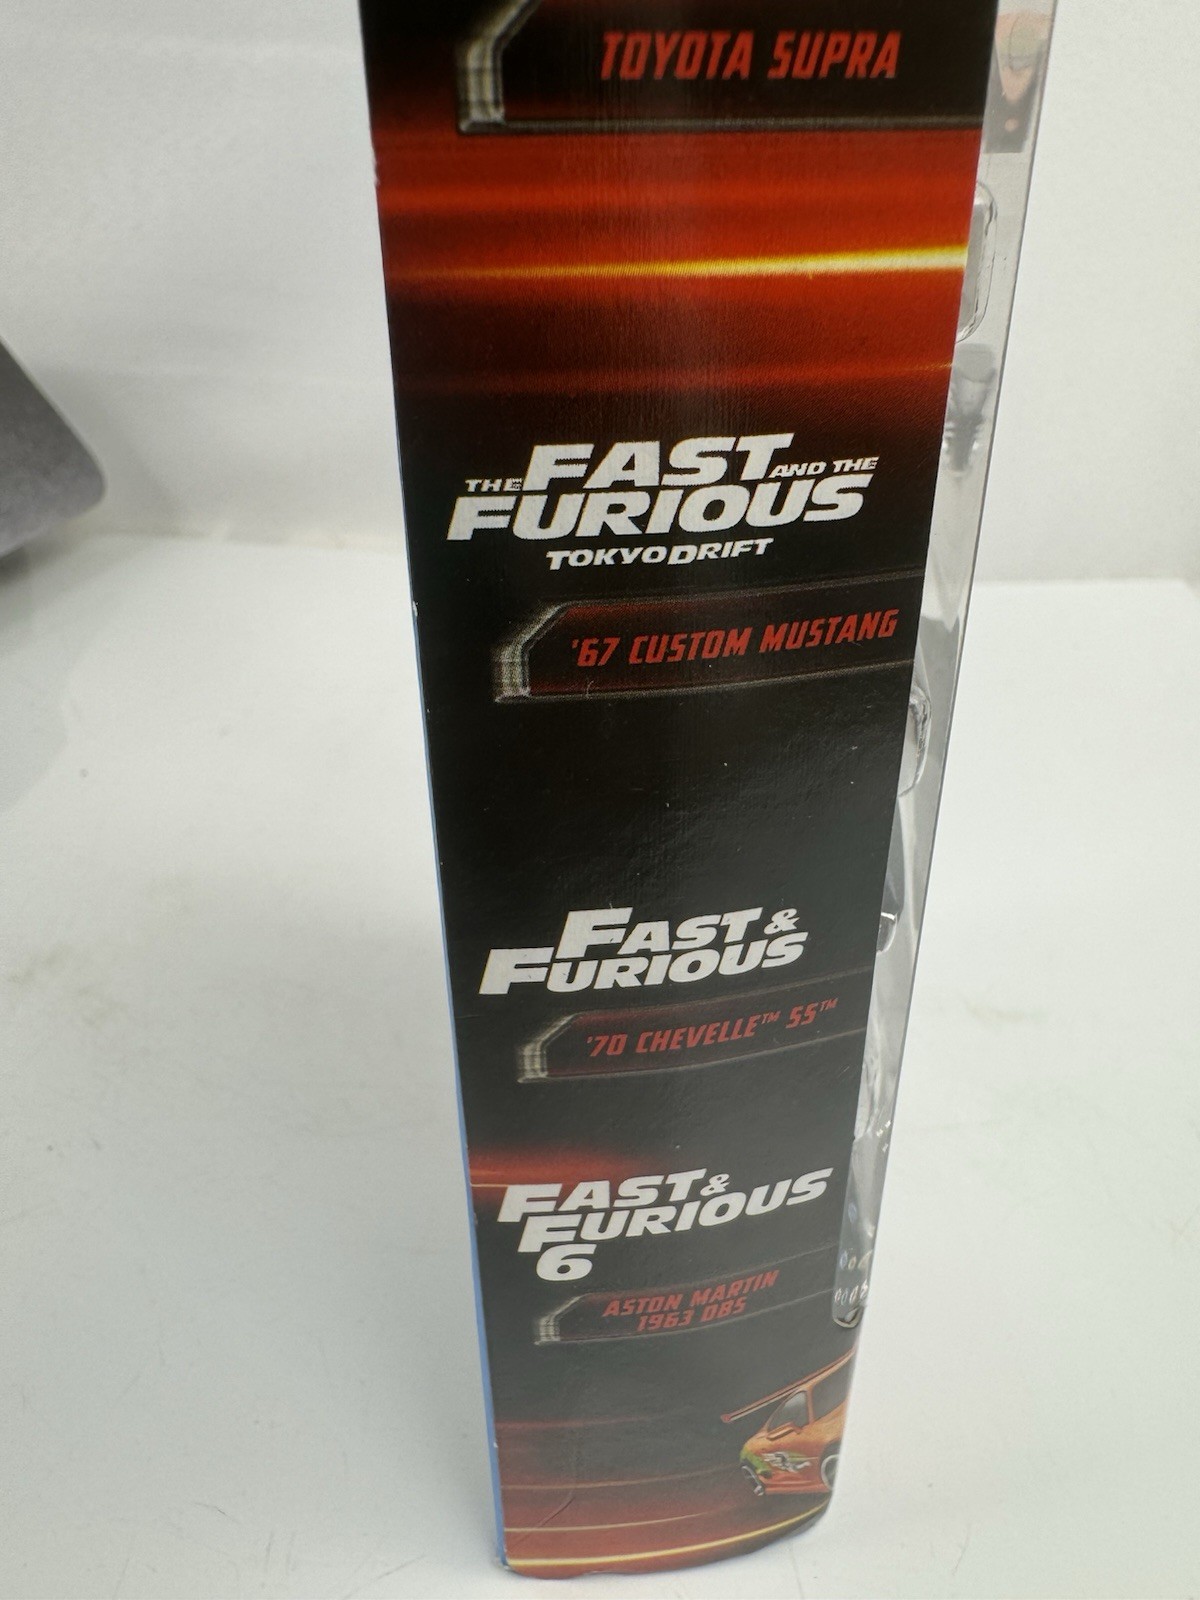 TOYOTA SUPRA
THE FAST AND THE
FURIOUS
TOKYO DRIFT
'67 CUSTOM MUSTANG
FAST &
FURIOUS
'70 CHEVELLE™ SS™
FAST &
FURIOUS
6
ASTON MARTIN
1963 DB5